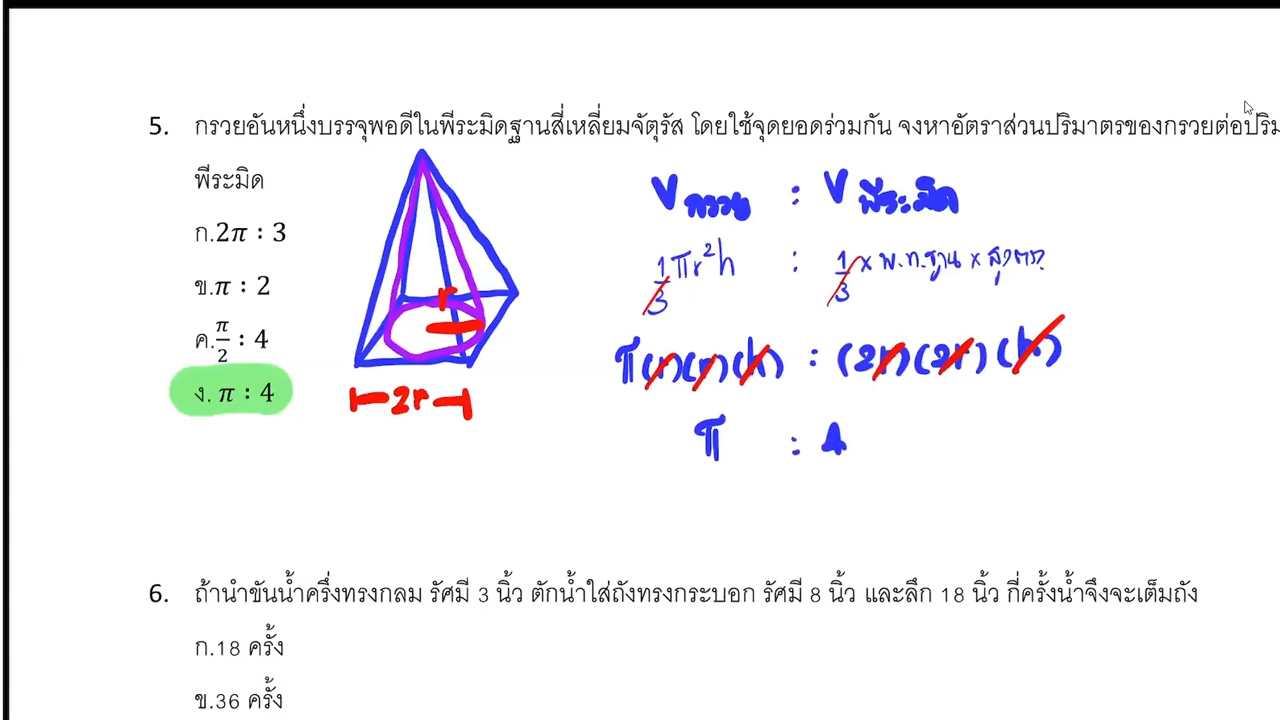 5. กรวยอันหนึ่งบรรจุพอดีในพีระมิดฐานสี่เหลี่ยมจัตุรัส โดยใช้จุดยอดร่วมกัน จงหาอัตราส่วนปริมาตรของกรวยต่อปริม
พีระมิด
ก.2π : 3
ข.π : 2
ค.π/2 : 4
ง. π : 4
r
2r
V กรวย : V พีระมิด
1/3 πr²h : 1/3 × พ.ท.ฐาน × สูงตรง
π(r)(r)(h) : (2r)(2r)(h)
π : 4
6. ถ้านำขันน้ำครึ่งทรงกลม รัศมี 3 นิ้ว ตักน้ำใส่ถังทรงกระบอก รัศมี 8 นิ้ว และลึก 18 นิ้ว กี่ครั้งน้ำจึงจะเต็มถัง
ก.18 ครั้ง
ข.36 ครั้ง